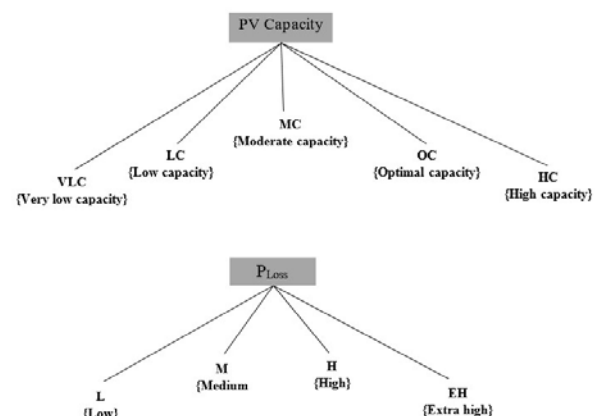 PV Capacity
MC
{Moderate capacity}
LC
{Low capacity}
OC
{Optimal capacity}
VLC
{Very low capacity}
HC
{High capacity}
PLoss
M
{Medium
H
{High}
L
{Low}
EH
{Extra high}